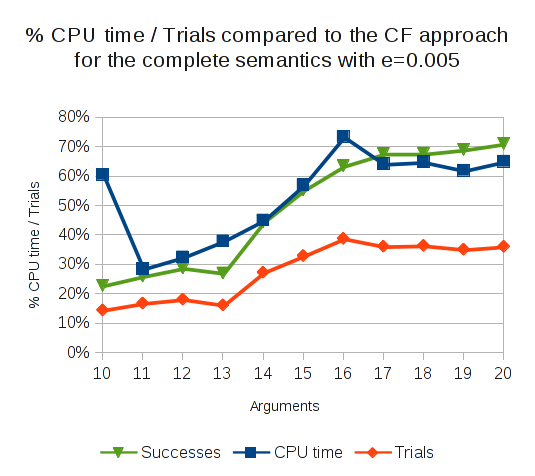 % CPU time / Trials compared to the CF approach
for the complete semantics with e=0.005
80%
70%
60%
50%
40%
30%
20%
10%
0%
% CPU time / Trials
10 11 12 13 14 15 16 17 18 19 20
Arguments
Successes CPU time Trials